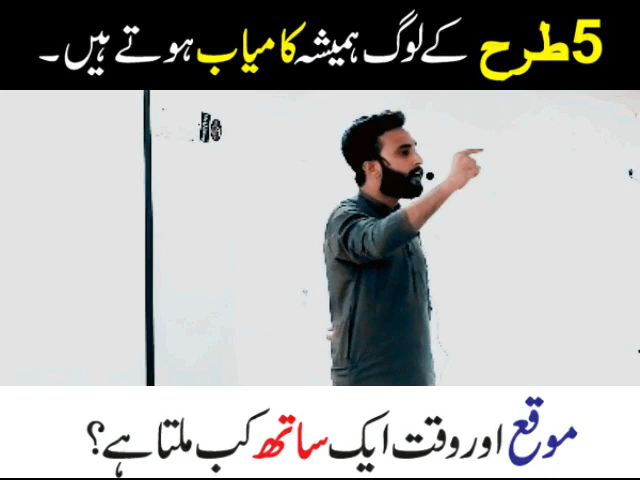 5 طرح کے لوگ ہمیشہ کامیاب ہوتے ہیں۔
موقع اور وقت ایک ساتھ کب ملتا ہے؟